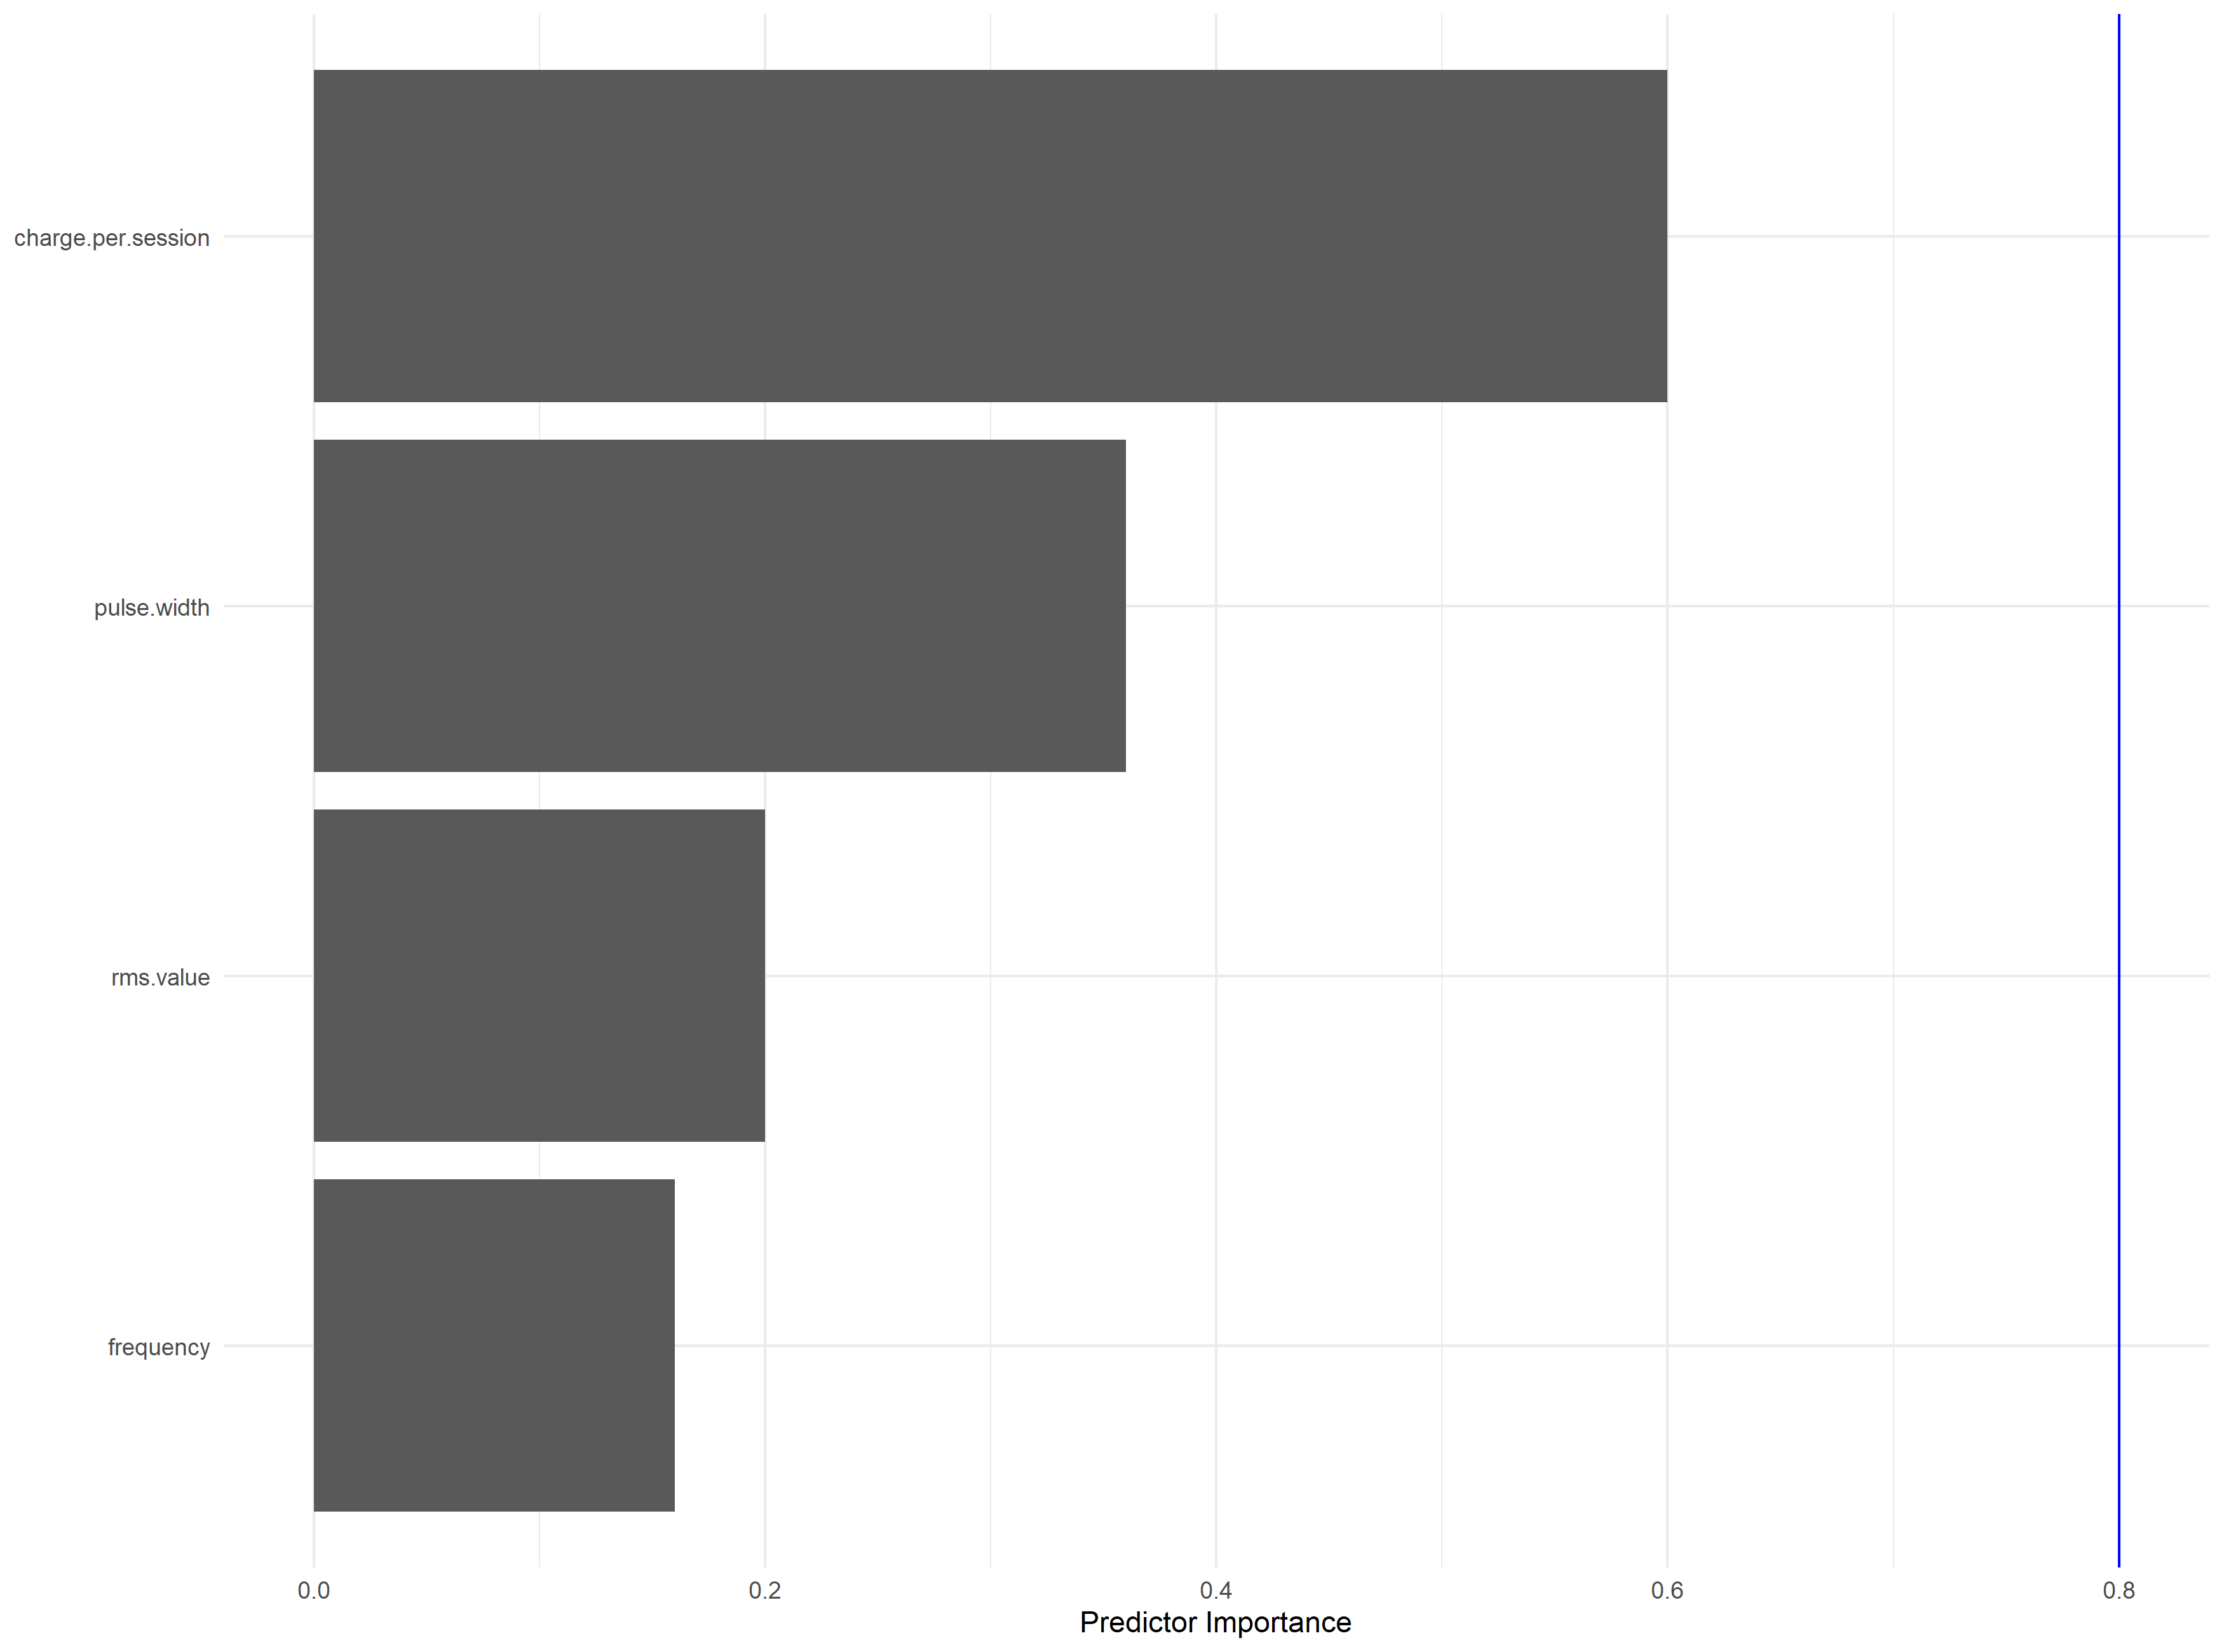 charge.per.session
pulse.width
rms.value
frequency
0.0 0.2 0.4 0.6 0.8
Predictor Importance